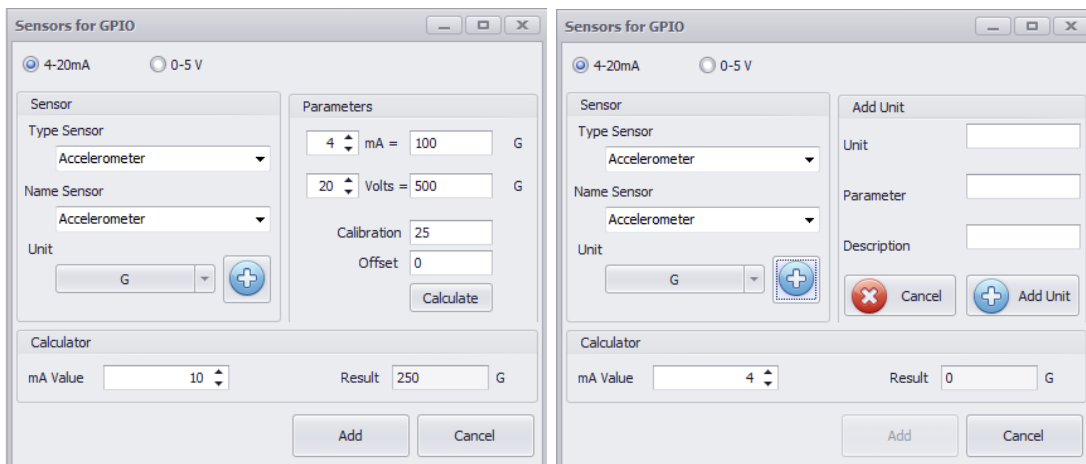 Sensors for GPIO
4-20mA 0-5 V
Sensor
Type Sensor
Accelerometer
Name Sensor
Accelerometer
Unit
G
Parameters
4 mA = 100 G
20 Volts = 500 G
Calibration 25
Offset 0
Calculate
Calculator
mA Value 10 Result 250 G
Add Cancel
Sensors for GPIO
4-20mA 0-5 V
Sensor
Type Sensor
Accelerometer
Name Sensor
Accelerometer
Unit
G
Add Unit
Unit
Parameter
Description
Cancel Add Unit
Calculator
mA Value 4 Result 0 G
Add Cancel